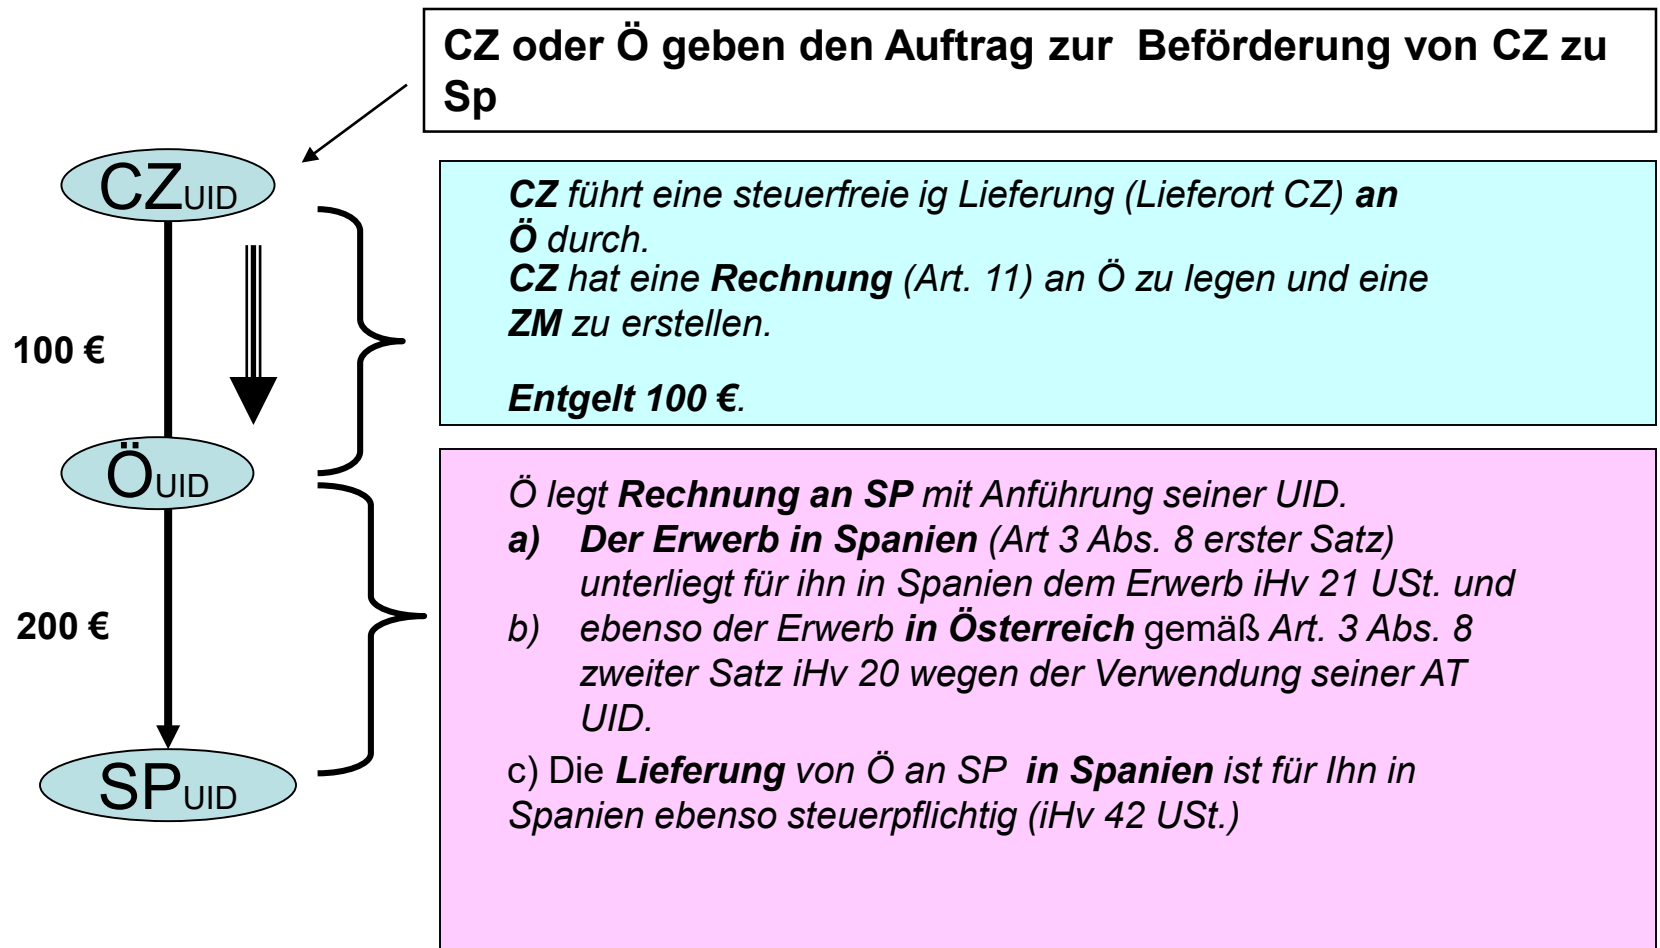 CZ oder Ö geben den Auftrag zur  Beförderung von CZ zu
Sp
CZUID
CZ führt eine steuerfreie ig Lieferung (Lieferort CZ) an
Ö durch.
CZ hat eine Rechnung (Art. 11) an Ö zu legen und eine
ZM zu erstellen.
100 €
Entgelt 100 €.
ÖUID
Ö legt Rechnung an SP mit Anführung seiner UID.
a) Der Erwerb in Spanien (Art 3 Abs. 8 erster Satz)
unterliegt für ihn in Spanien dem Erwerb iHv 21 USt. und
200 €
b) ebenso der Erwerb in Österreich gemäß Art. 3 Abs. 8
zweiter Satz iHv 20 wegen der Verwendung seiner AT
UID.
SPUID
c) Die Lieferung von Ö an SP  in Spanien ist für Ihn in
Spanien ebenso steuerpflichtig (iHv 42 USt.)